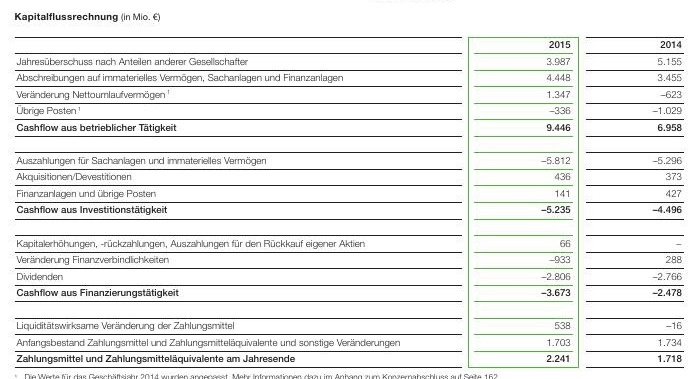 Kapitalflussrechnung (in Mio. €)
2015 2014
Jahresüberschuss nach Anteilen anderer Gesellschafter 3.987 5.155
Abschreibungen auf immaterielles Vermögen, Sachanlagen und Finanzanlagen 4.448 3.455
Veränderung Nettoumlaufvermögen ¹ 1.347 –623
Übrige Posten ¹ –336 –1.029
Cashflow aus betrieblicher Tätigkeit 9.446 6.958
Auszahlungen für Sachanlagen und immaterielles Vermögen –5.812 –5.296
Akquisitionen/Devestitionen 436 373
Finanzanlagen und übrige Posten 141 427
Cashflow aus Investitionstätigkeit –5.235 –4.496
Kapitalerhöhungen, -rückzahlungen, Auszahlungen für den Rückkauf eigener Aktien 66 –
Veränderung Finanzverbindlichkeiten –933 288
Dividenden –2.806 –2.766
Cashflow aus Finanzierungstätigkeit –3.673 –2.478
Liquiditätswirksame Veränderung der Zahlungsmittel 538 –16
Anfangsbestand Zahlungsmittel und Zahlungsmitteläquivalente und sonstige Veränderungen 1.703 1.734
Zahlungsmittel und Zahlungsmitteläquivalente am Jahresende 2.241 1.718
¹ Die Werte für das Geschäftsjahr 2014 wurden angepasst. Mehr Informationen dazu im Anhang zum Konzernabschluss auf Seite 162